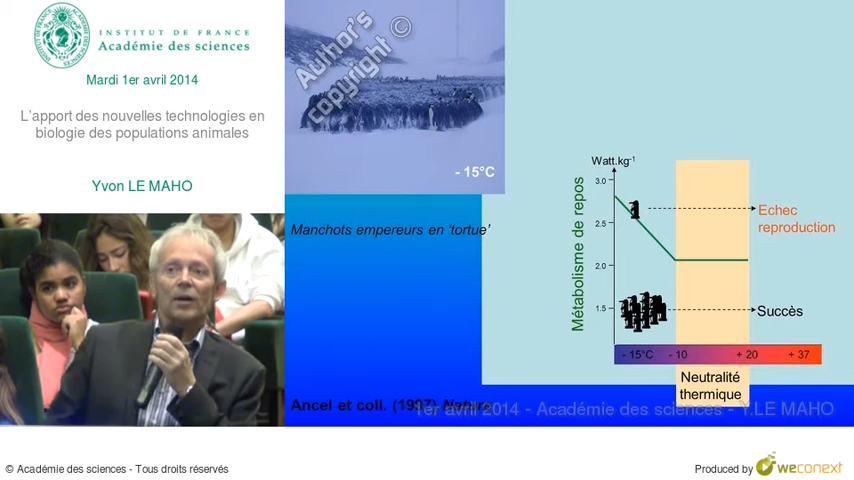 INSTITUT DE FRANCE
Académie des sciences
Mardi 1er avril 2014
L'apport des nouvelles technologies en
biologie des populations animales
Yvon LE MAHO
Author's
copyright ©
- 15°C
Manchots empereurs en 'tortue'
Ancel et coll. (1997) Nature
Watt.kg-1
3.0
2.5
2.0
1.5
Métabolisme de repos
Echec
reproduction
Succès
- 15°C - 10 + 20 + 37
Neutralité
thermique
1er avril 2014 - Académie des sciences - Y.LE MAHO
© Académie des sciences - Tous droits réservés
Produced by weconext